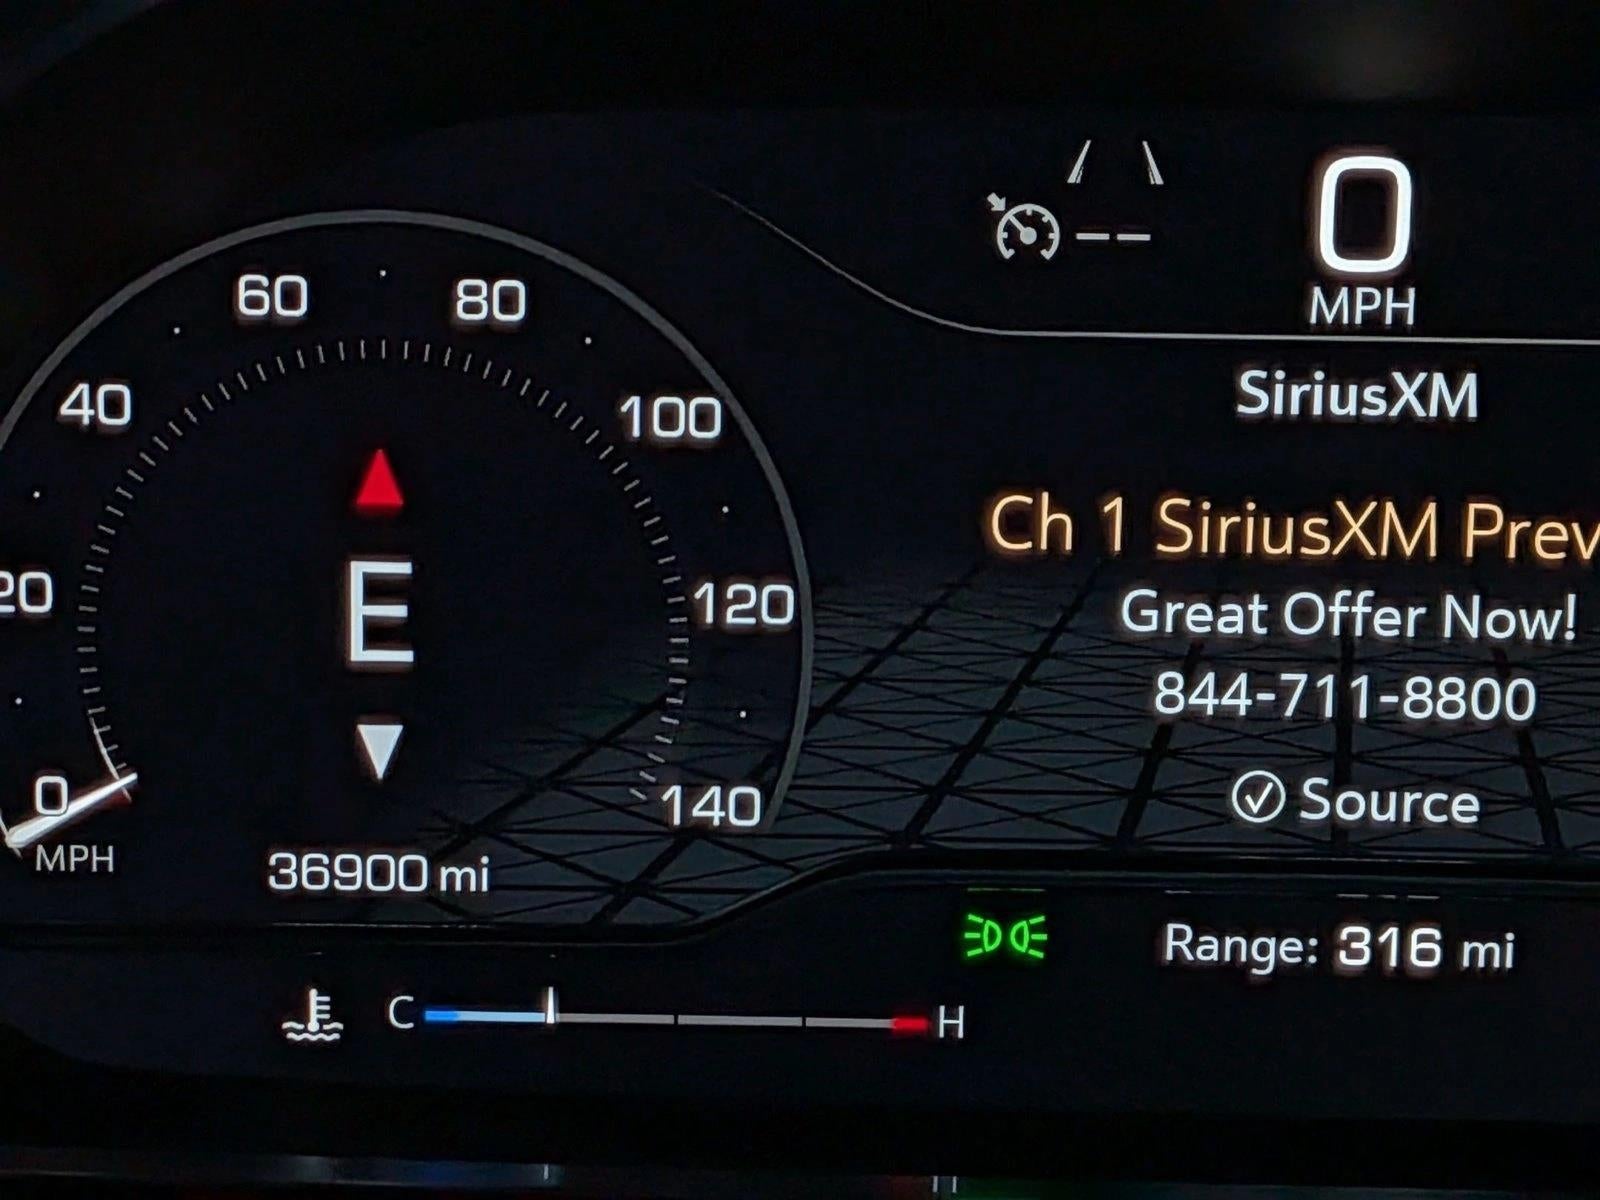 0
MPH
60
80
40
100
20
120
E
0
140
MPH
36900 mi
SiriusXM
Ch 1 SiriusXM Prev
Great Offer Now!
844-711-8800
Source
Range: 316 mi
C
H